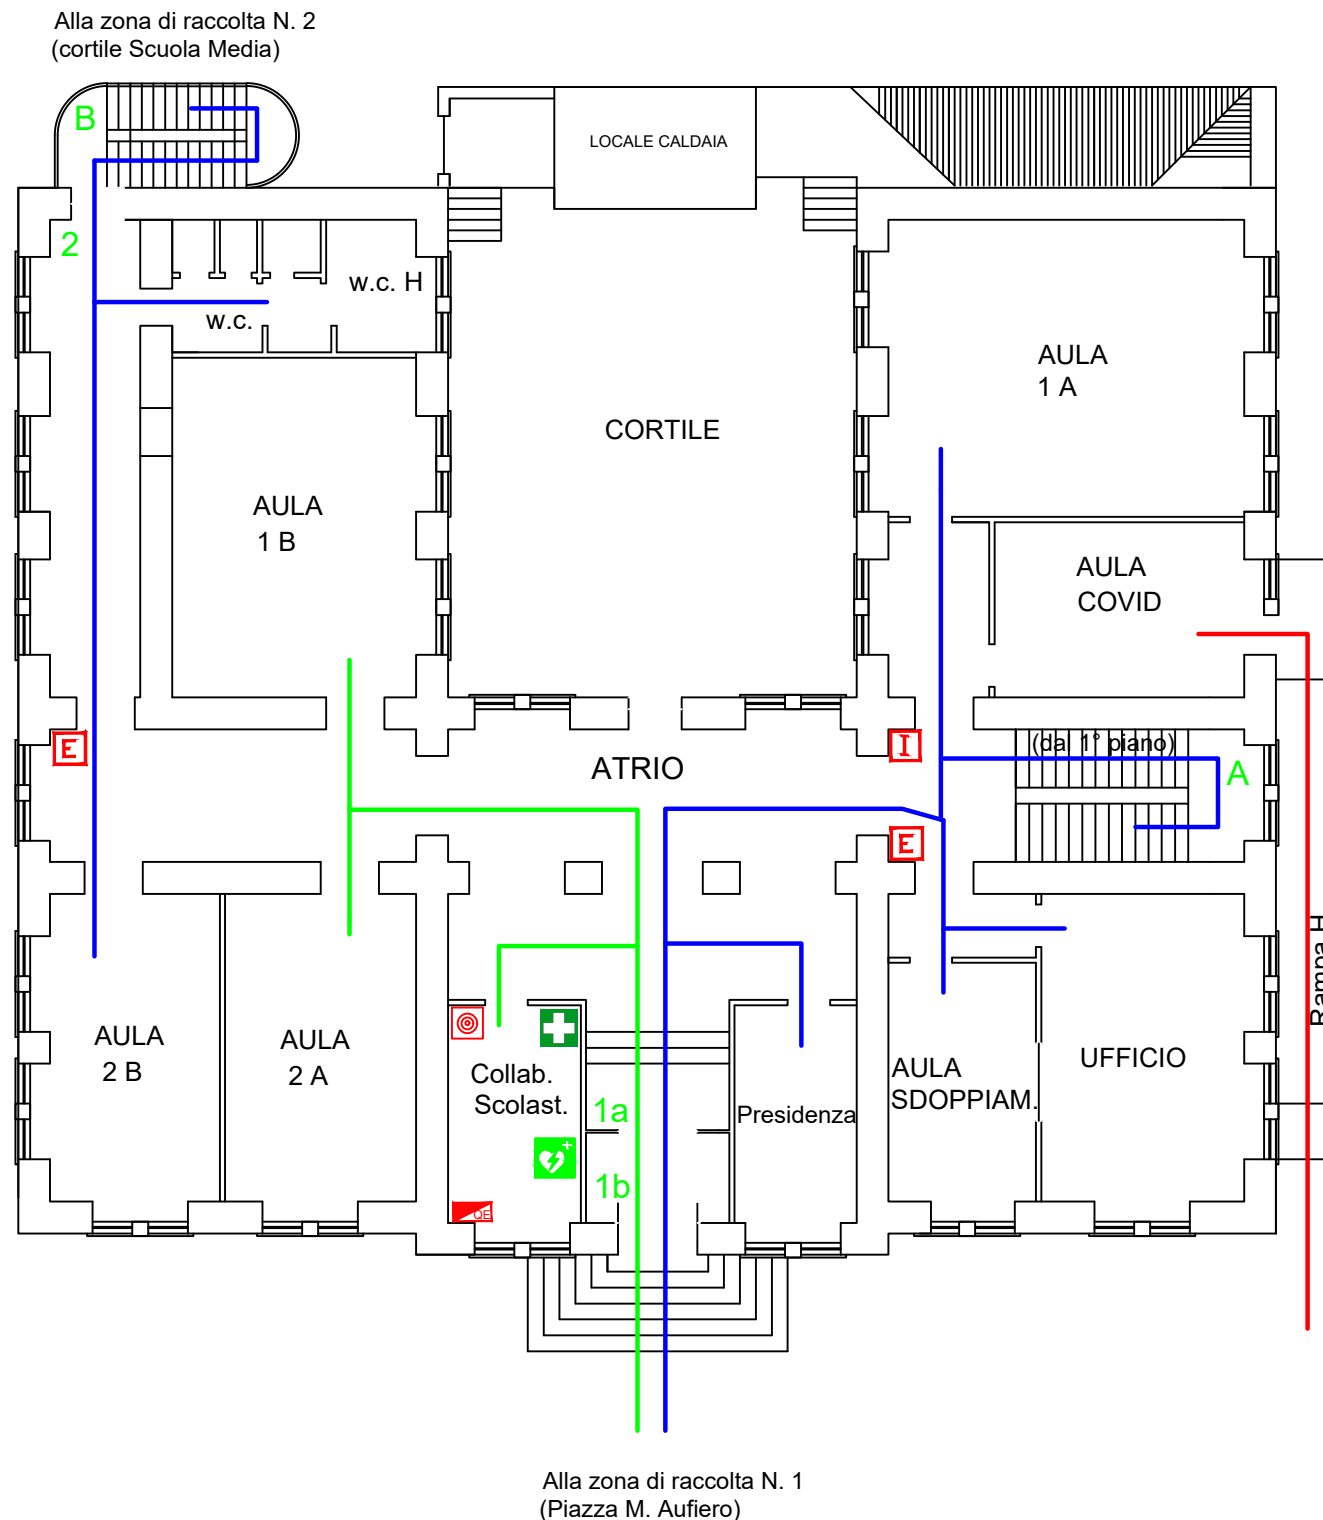 Alla zona di raccolta N. 2
(cortile Scuola Media)
B
LOCALE CALDAIA
2
w.c. H
w.c.
AULA
1 A
CORTILE
AULA
1 B
AULA
COVID
E
I
(dal 1° piano)
ATRIO
A
E
Rampa H
AULA
2 B
AULA
2 A
Collab.
Scolast.
1a
Presidenza
AULA
SDOPPIAM.
UFFICIO
1b
QE
Alla zona di raccolta N. 1
(Piazza M. Aufiero)